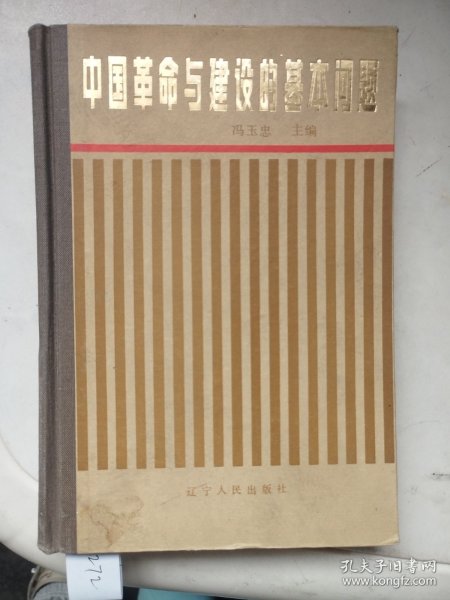 中国革命与建设的基本问题
冯玉忠 主编
辽宁人民出版社
272
孔夫子旧书网
www.kongfz.com